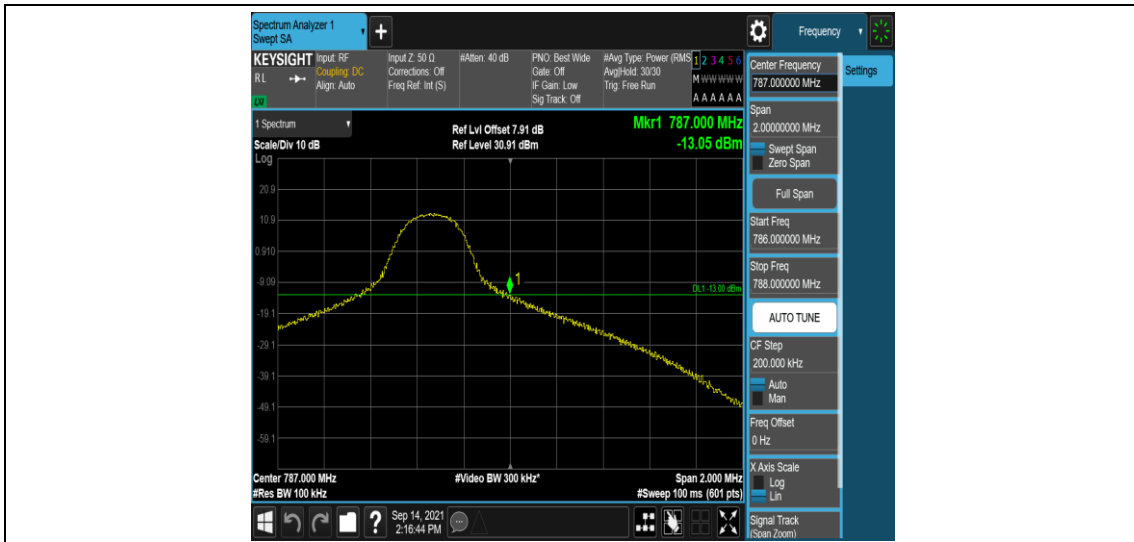 Spectrum Analyzer 1
Swept SA
+
Frequency
KEYSIGHT
RL
LXI
Input: RF
Coupling: DC
Align: Auto
Input Z: 50 Ω
Corrections: Off
Freq Ref: Int (S)
#Atten: 40 dB
PNO: Best Wide
Gate: Off
IF Gain: Low
Sig Track: Off
#Avg Type: Power (RMS
Avg|Hold: 30/30
Trig: Free Run
1 2 3 4 5 6
M W W W W W
A A A A A A
1 Spectrum
Scale/Div 10 dB
Log
Ref Lvl Offset 7.91 dB
Ref Level 30.91 dBm
Mkr1 787.000 MHz
-13.05 dBm
20.9
10.9
0.910
-9.09
-19.1
-29.1
-39.1
-49.1
-59.1
1
DL1 -13.00 dBm
Center 787.000 MHz
#Res BW 100 kHz
#Video BW 300 kHz*
Span 2.000 MHz
#Sweep 100 ms (601 pts)
Center Frequency
787.000000 MHz
Settings
Span
2.00000000 MHz
Swept Span
Zero Span
Full Span
Start Freq
786.000000 MHz
Stop Freq
788.000000 MHz
AUTO TUNE
CF Step
200.000 kHz
Auto
Man
Freq Offset
0 Hz
X Axis Scale
Log
Lin
Signal Track
(Span Zoom)
?
Sep 14, 2021
2:16:44 PM